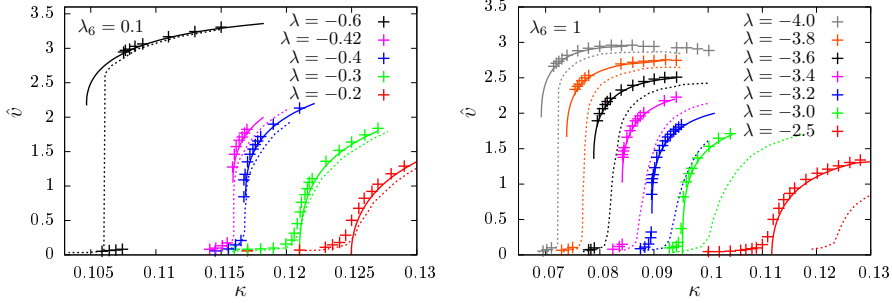 λ₆ = 0.1
λ = −0.6
λ = −0.42
λ = −0.4
λ = −0.3
λ = −0.2
3.5
3
2.5
2
1.5
1
0.5
0
v̂
0.105 0.11 0.115 0.12 0.125 0.13
κ
λ₆ = 1
λ = −4.0
λ = −3.8
λ = −3.6
λ = −3.4
λ = −3.2
λ = −3.0
λ = −2.5
3.5
3
2.5
2
1.5
1
0.5
0
v̂
0.07 0.08 0.09 0.1 0.11 0.12 0.13
κ